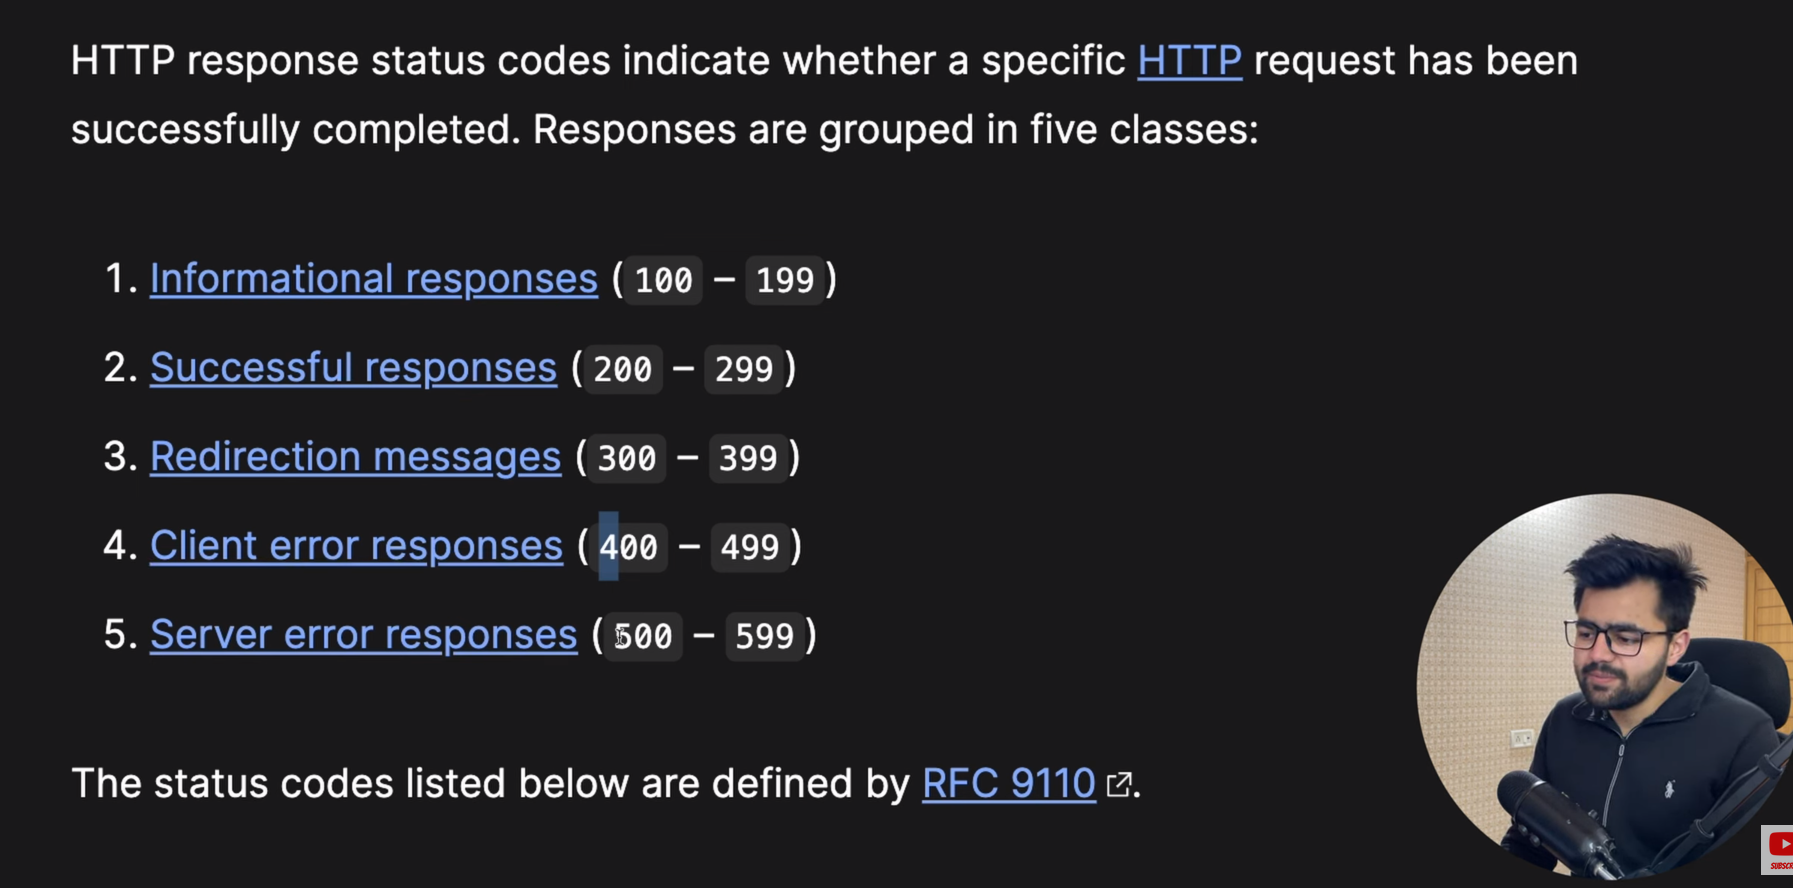 HTTP response status codes indicate whether a specific HTTP request has been
successfully completed. Responses are grouped in five classes:
1. Informational responses (100 – 199)
2. Successful responses (200 – 299)
3. Redirection messages (300 – 399)
4. Client error responses (400 – 499)
5. Server error responses (500 – 599)
The status codes listed below are defined by RFC 9110.